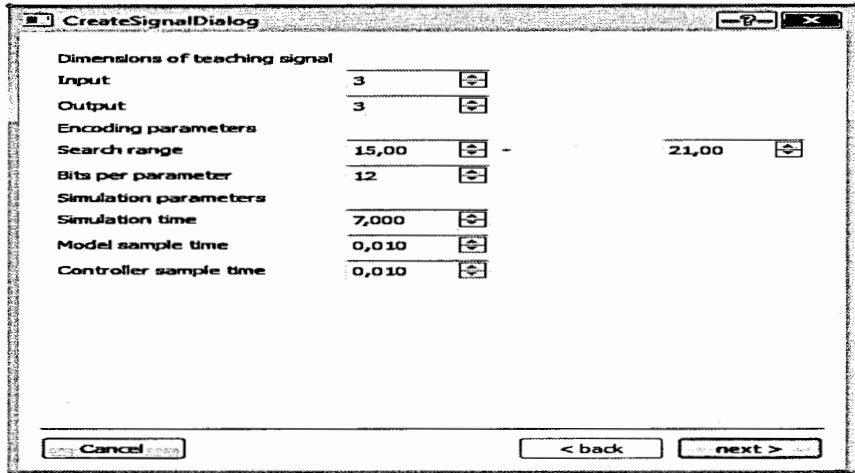 CreateSignalDialog
Dimensions of teaching signal
Input 3
Output 3
Encoding parameters
Search range 15,00 - 21,00
Bits per parameter 12
Simulation parameters
Simulation time 7,000
Model sample time 0,010
Controller sample time 0,010
Cancel < back next >